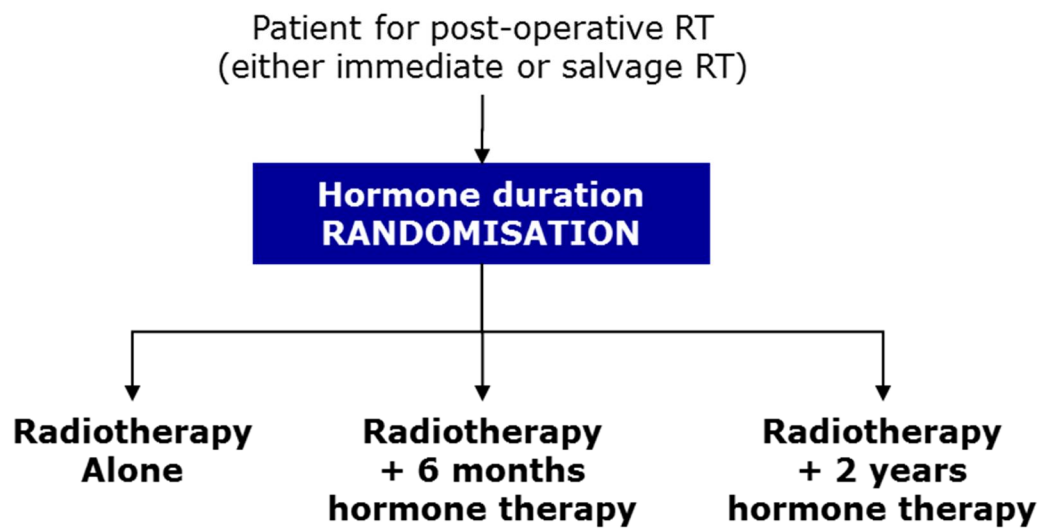 Patient for post-operative RT
(either immediate or salvage RT)
Hormone duration
RANDOMISATION
Radiotherapy
Alone
Radiotherapy
+ 6 months
hormone therapy
Radiotherapy
+ 2 years
hormone therapy